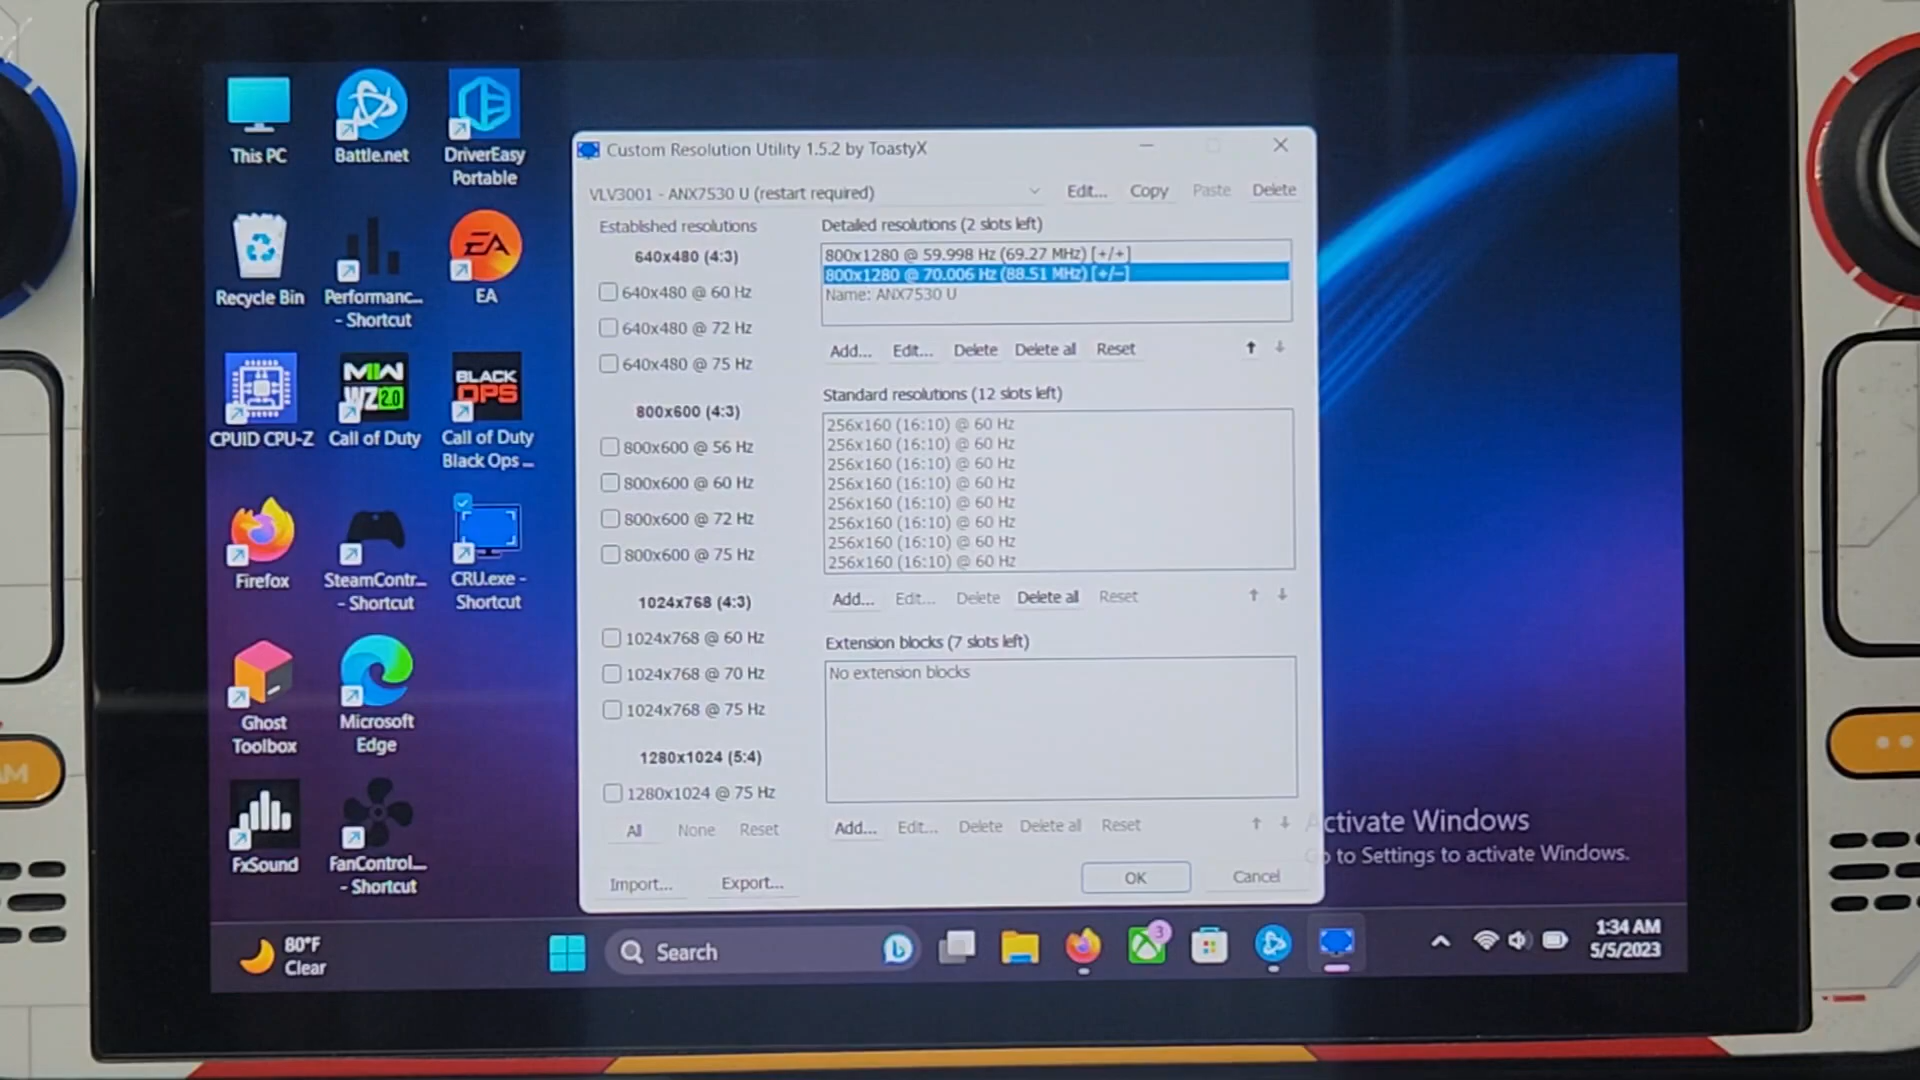 This PC
Battle.net
DriverEasy
Portable
Recycle Bin
Performanc...
- Shortcut
EA
EA
CPUID CPU-Z
MW
WZ 2.0
Call of Duty
BLACK
OPS
Call of Duty
Black Ops ...
Firefox
SteamContr...
- Shortcut
CRU.exe -
Shortcut
Ghost
Toolbox
Microsoft
Edge
FxSound
FanControl...
- Shortcut
Custom Resolution Utility 1.5.2 by ToastyX
VLV3001 - ANX7530 U (restart required)
Edit...
Copy
Paste
Delete
Established resolutions
640x480 (4:3)
640x480 @ 60 Hz
640x480 @ 72 Hz
640x480 @ 75 Hz
800x600 (4:3)
800x600 @ 56 Hz
800x600 @ 60 Hz
800x600 @ 72 Hz
800x600 @ 75 Hz
1024x768 (4:3)
1024x768 @ 60 Hz
1024x768 @ 70 Hz
1024x768 @ 75 Hz
1280x1024 (5:4)
1280x1024 @ 75 Hz
All
None
Reset
Import...
Export...
Detailed resolutions (2 slots left)
800x1280 @ 59.998 Hz (69.27 MHz) [+/+]
800x1280 @ 70.006 Hz (88.51 MHz) [+/-]
Name: ANX7530 U
Add...
Edit...
Delete
Delete all
Reset
Standard resolutions (12 slots left)
256x160 (16:10) @ 60 Hz
256x160 (16:10) @ 60 Hz
256x160 (16:10) @ 60 Hz
256x160 (16:10) @ 60 Hz
256x160 (16:10) @ 60 Hz
256x160 (16:10) @ 60 Hz
256x160 (16:10) @ 60 Hz
256x160 (16:10) @ 60 Hz
Add...
Edit...
Delete
Delete all
Reset
Extension blocks (7 slots left)
No extension blocks
Add...
Edit...
Delete
Delete all
Reset
OK
Cancel
ctivate Windows
o to Settings to activate Windows.
AM
80°F
Clear
Search
3
1:34 AM
5/5/2023